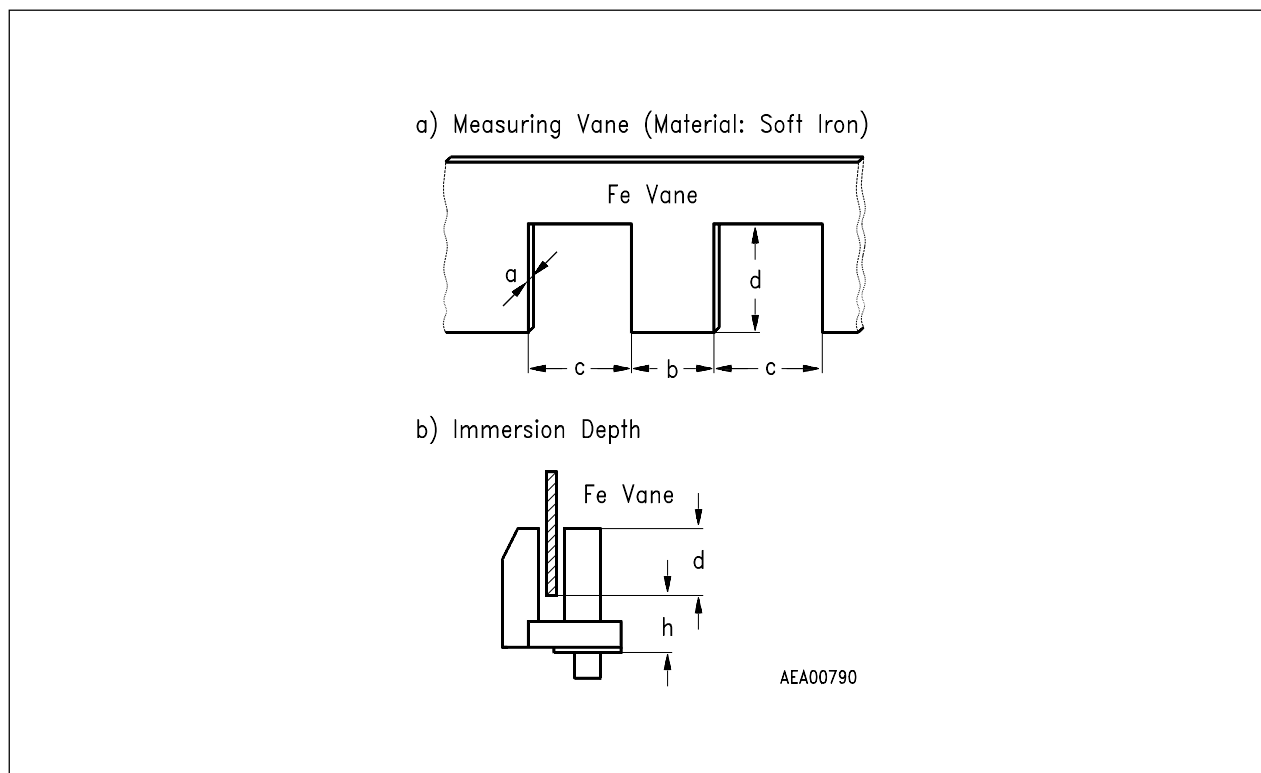 a) Measuring Vane (Material: Soft Iron)
Fe Vane
a
d
c
b
c
b) Immersion Depth
Fe Vane
d
h
AEA00790